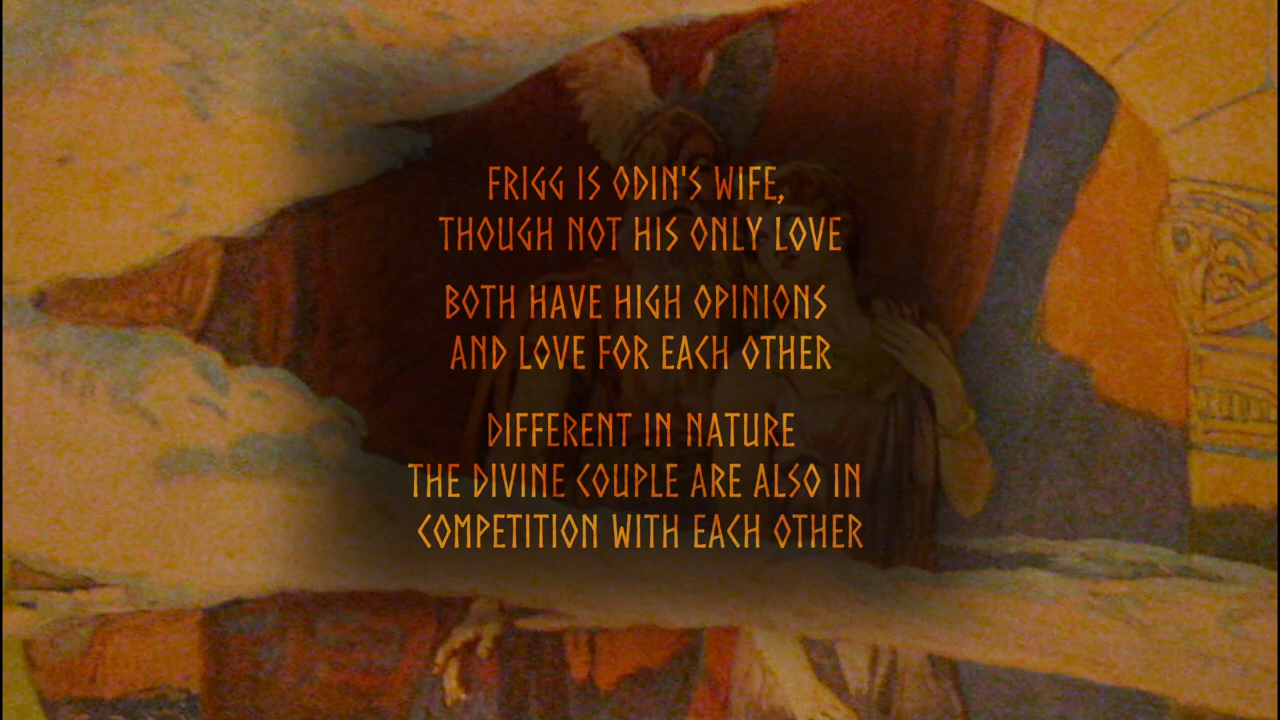 FRIGG IS ODIN'S WIFE,
THOUGH NOT HIS ONLY LOVE
BOTH HAVE HIGH OPINIONS
AND LOVE FOR EACH OTHER
DIFFERENT IN NATURE
THE DIVINE COUPLE ARE ALSO IN
COMPETITION WITH EACH OTHER